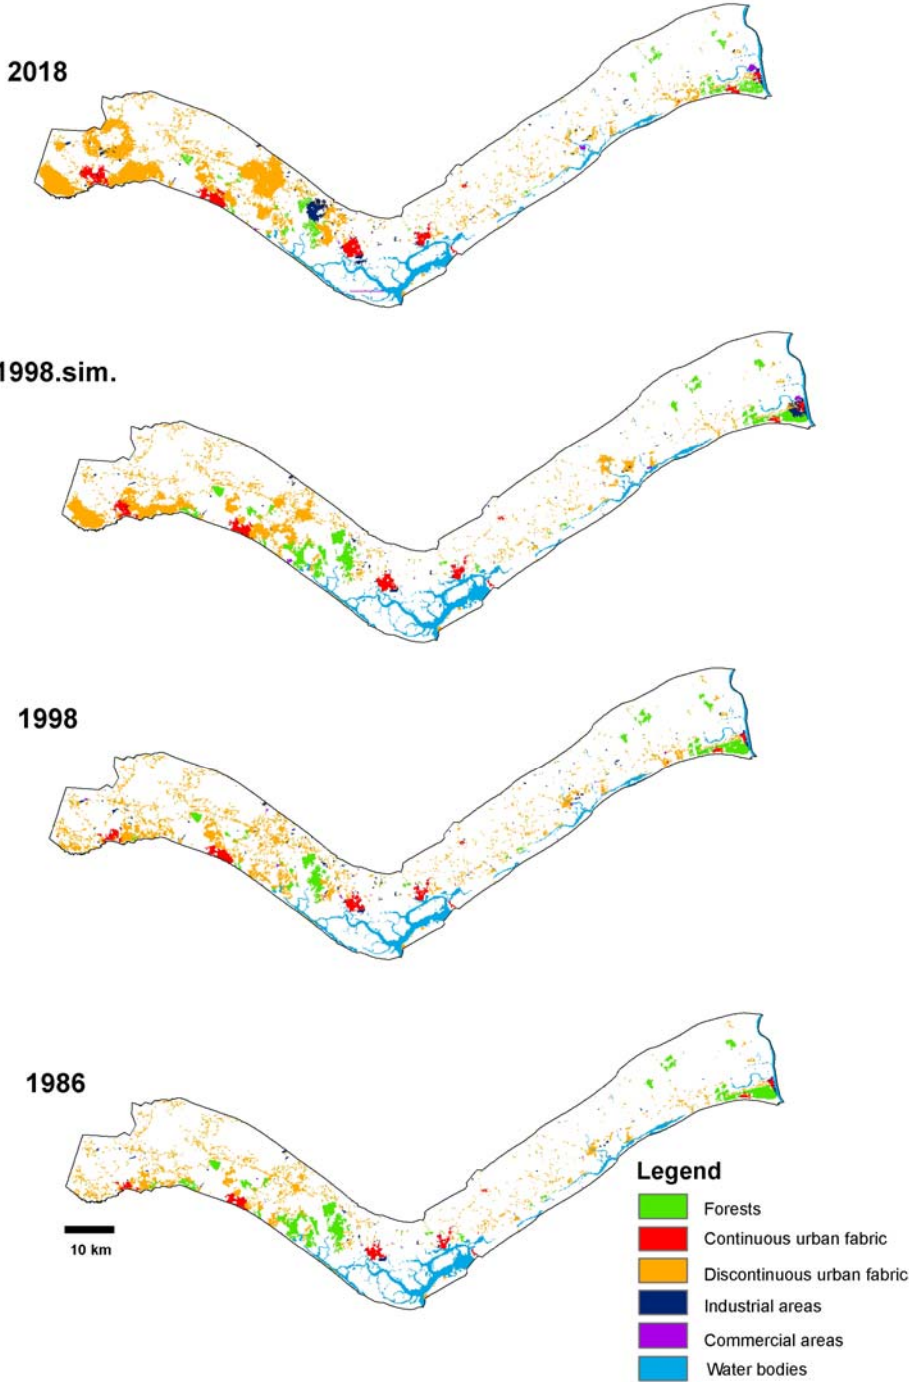 2018
1998.sim.
1998
1986
10 km
Legend
Forests
Continuous urban fabric
Discontinuous urban fabric
Industrial areas
Commercial areas
Water bodies